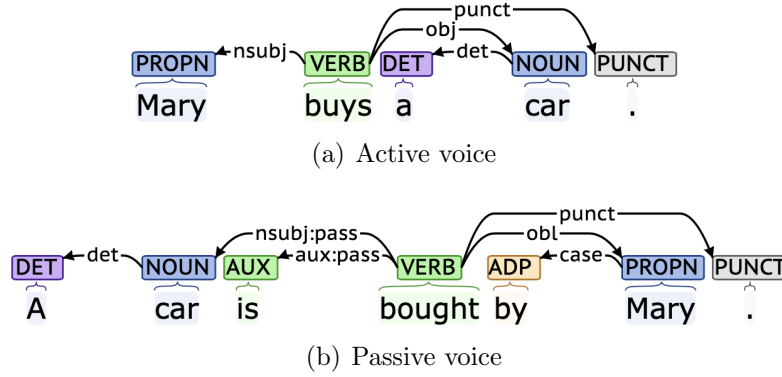 punct
obj
nsubj det
PROPN VERB DET NOUN PUNCT
Mary buys a car .
(a) Active voice
punct
nsubj:pass obl
det aux:pass case
DET NOUN AUX VERB ADP PROPN PUNCT
A car is bought by Mary .
(b) Passive voice